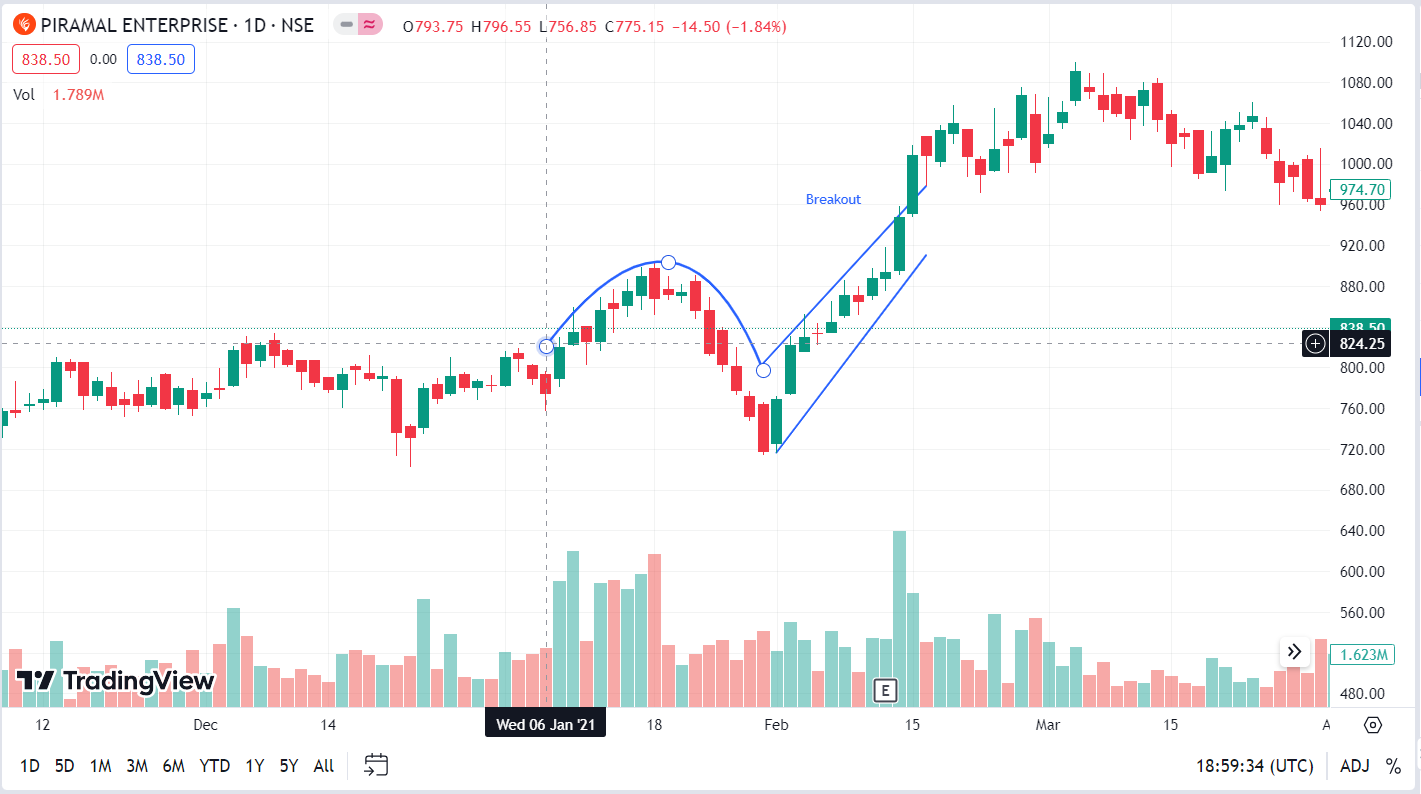 PIRAMAL ENTERPRISE · 1D · NSE O793.75 H796.55 L756.85 C775.15 −14.50 (−1.84%)
838.50 0.00 838.50
Vol 1.789M
1120.00
1080.00
1040.00
1000.00
974.70
960.00
920.00
880.00
838.50
824.25
800.00
760.00
720.00
680.00
640.00
600.00
560.00
1.623M
480.00
Breakout
E
TradingView
12 Dec 14 Wed 06 Jan '21 18 Feb 15 Mar 15 A
1D 5D 1M 3M 6M YTD 1Y 5Y All 18:59:34 (UTC) ADJ %